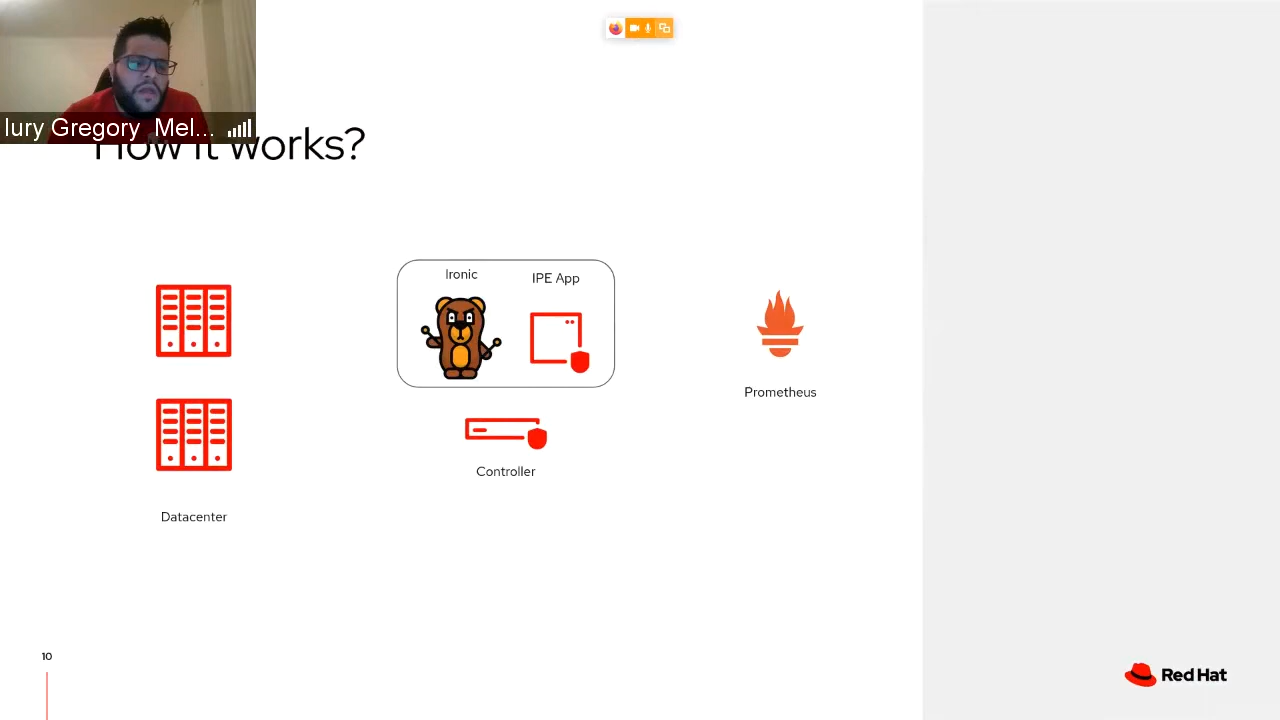 Iury Gregory Mel...
How it works?
Ironic
IPE App
Prometheus
Controller
Datacenter
10
Red Hat